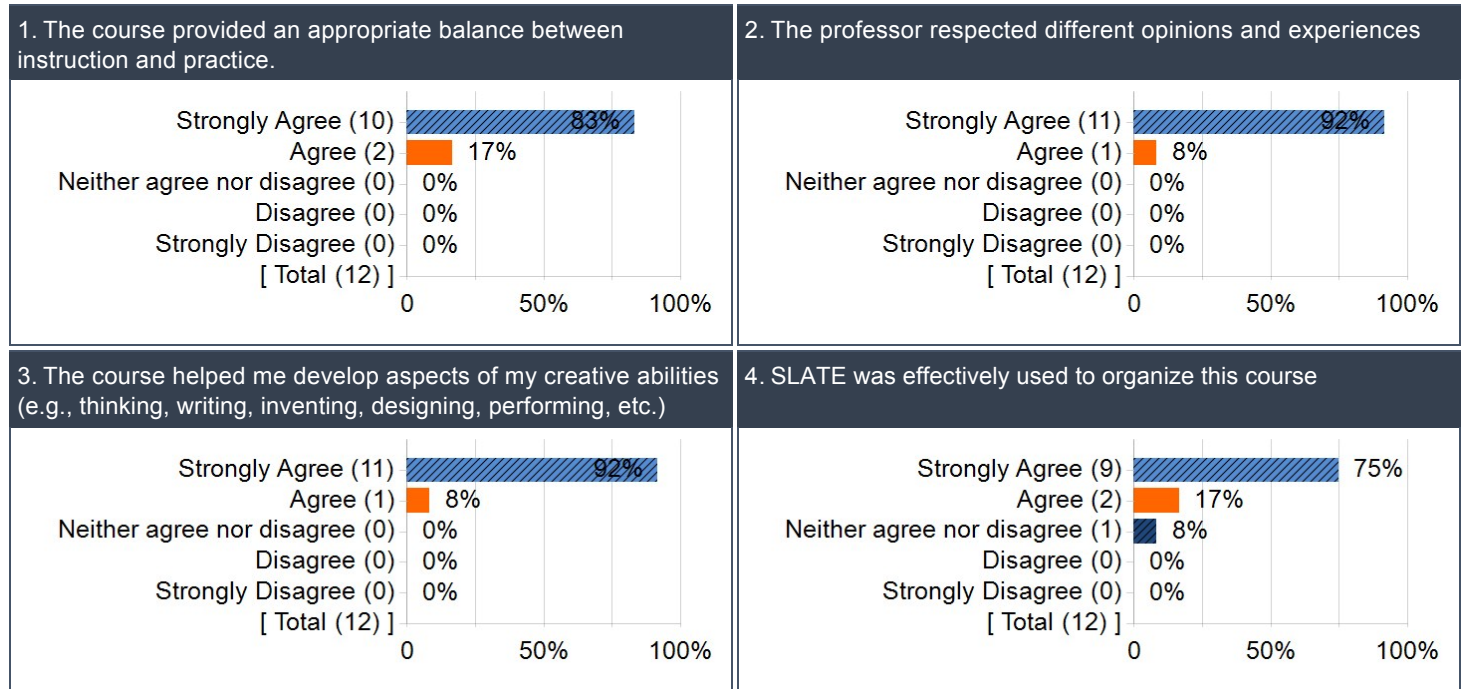 1. The course provided an appropriate balance between
instruction and practice.
Strongly Agree (10) 83%
Agree (2) 17%
Neither agree nor disagree (0) 0%
Disagree (0) 0%
Strongly Disagree (0) 0%
[ Total (12) ]
0 50% 100%
2. The professor respected different opinions and experiences
Strongly Agree (11) 92%
Agree (1) 8%
Neither agree nor disagree (0) 0%
Disagree (0) 0%
Strongly Disagree (0) 0%
[ Total (12) ]
0 50% 100%
3. The course helped me develop aspects of my creative abilities
(e.g., thinking, writing, inventing, designing, performing, etc.)
Strongly Agree (11) 92%
Agree (1) 8%
Neither agree nor disagree (0) 0%
Disagree (0) 0%
Strongly Disagree (0) 0%
[ Total (12) ]
0 50% 100%
4. SLATE was effectively used to organize this course
Strongly Agree (9) 75%
Agree (2) 17%
Neither agree nor disagree (1) 8%
Disagree (0) 0%
Strongly Disagree (0) 0%
[ Total (12) ]
0 50% 100%